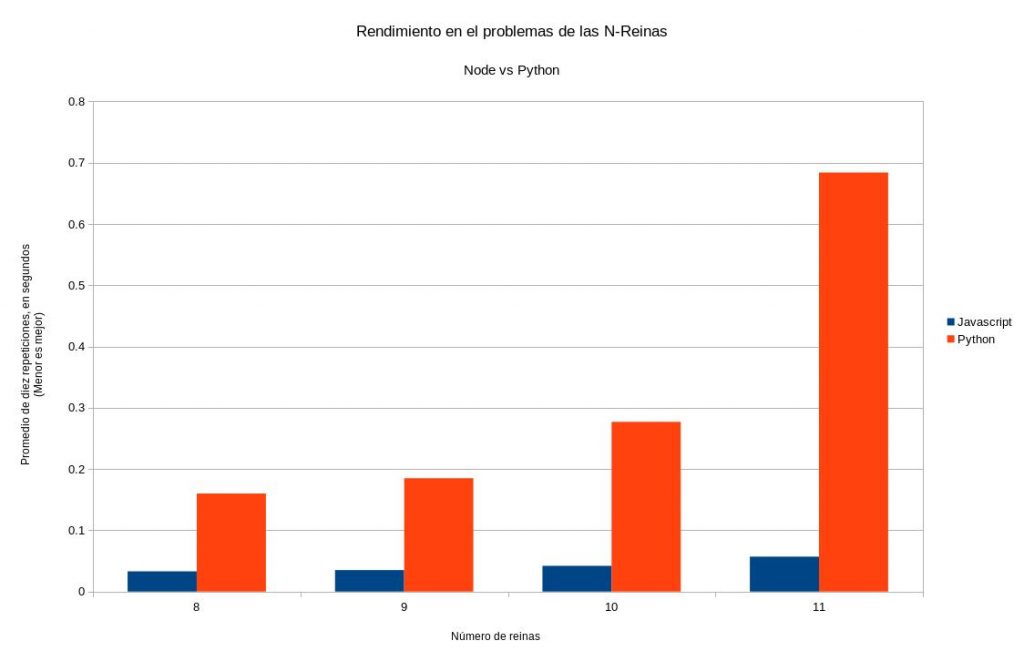 Rendimiento en el problemas de las N-Reinas
Node vs Python
0.8
0.7
0.6
0.5
0.4
0.3
0.2
0.1
0
Promedio de diez repeticiones, en segundos
(Menor es mejor)
8 9 10 11
Número de reinas
Javascript
Python